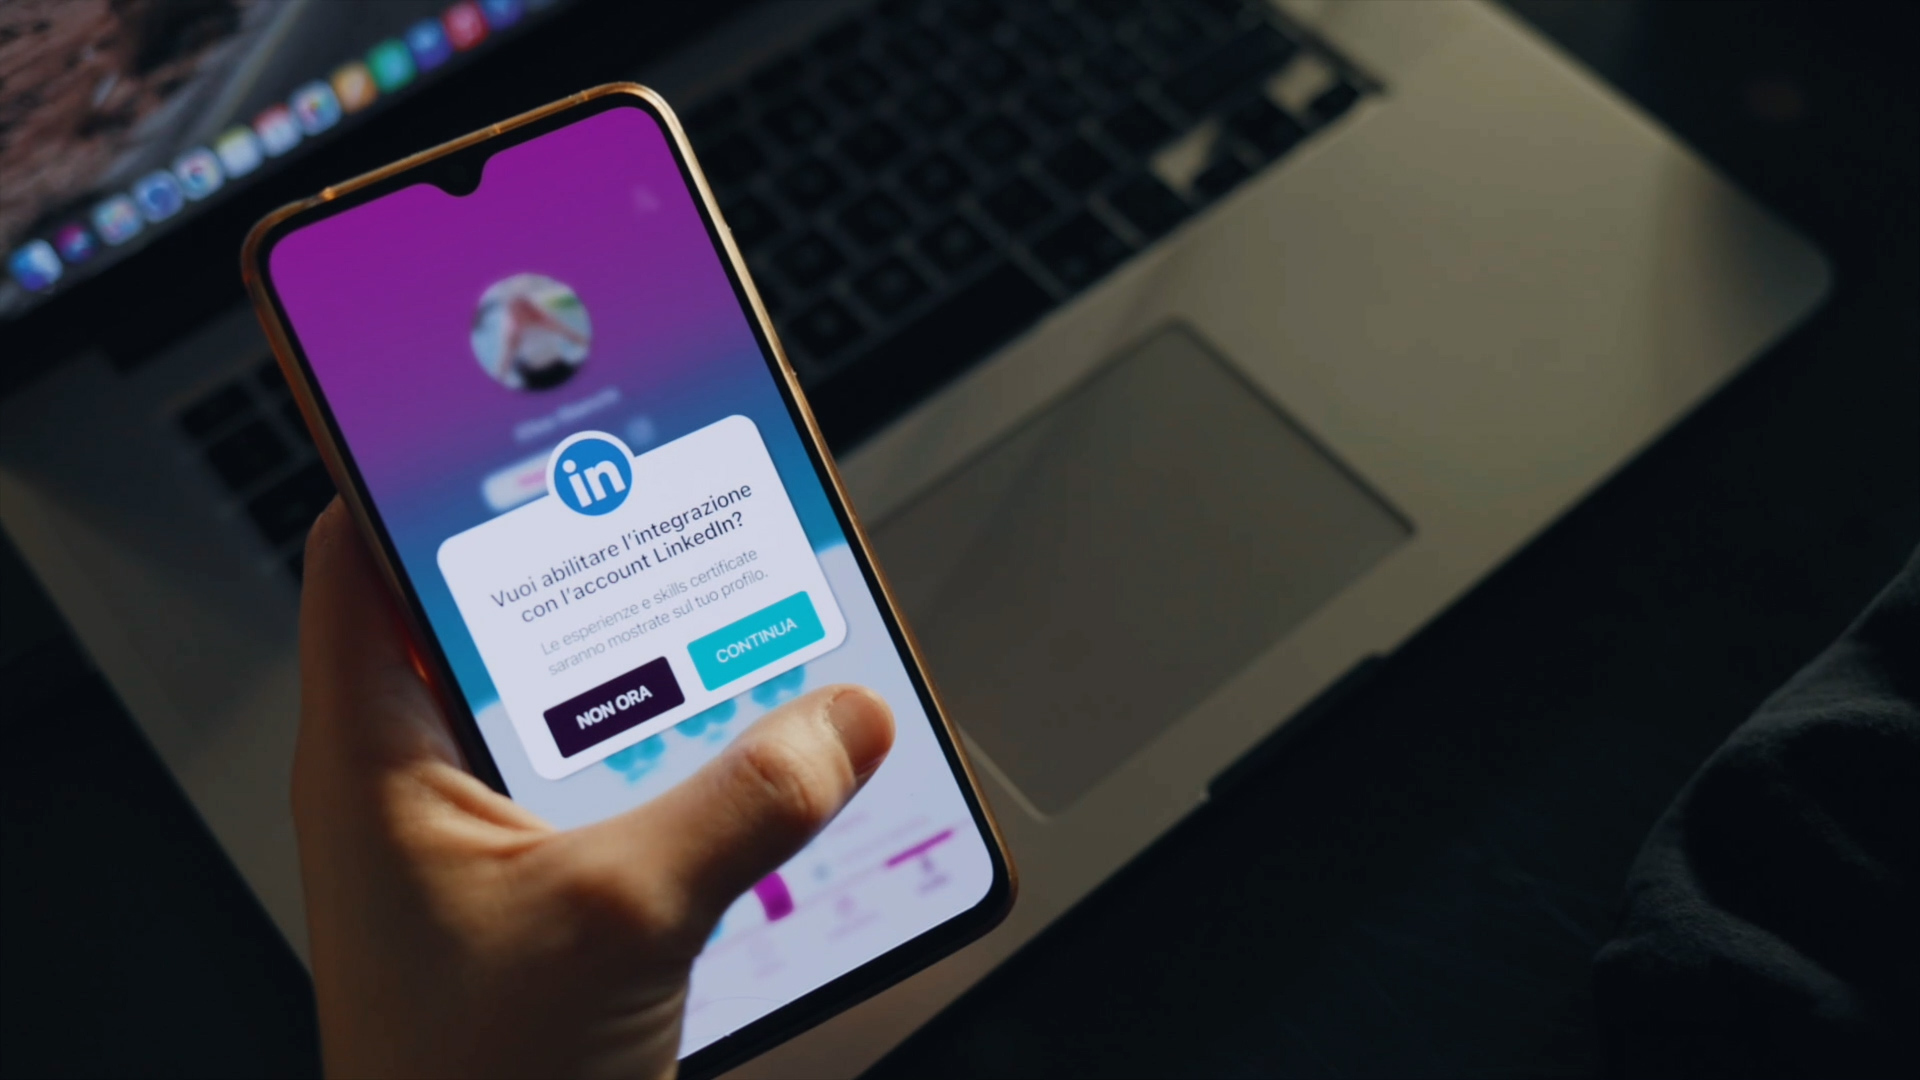 in
Vuoi abilitare l'integrazione
con l'account LinkedIn?
Le esperienze e skills certificate
saranno mostrate sul tuo profilo.
NON ORA
CONTINUA